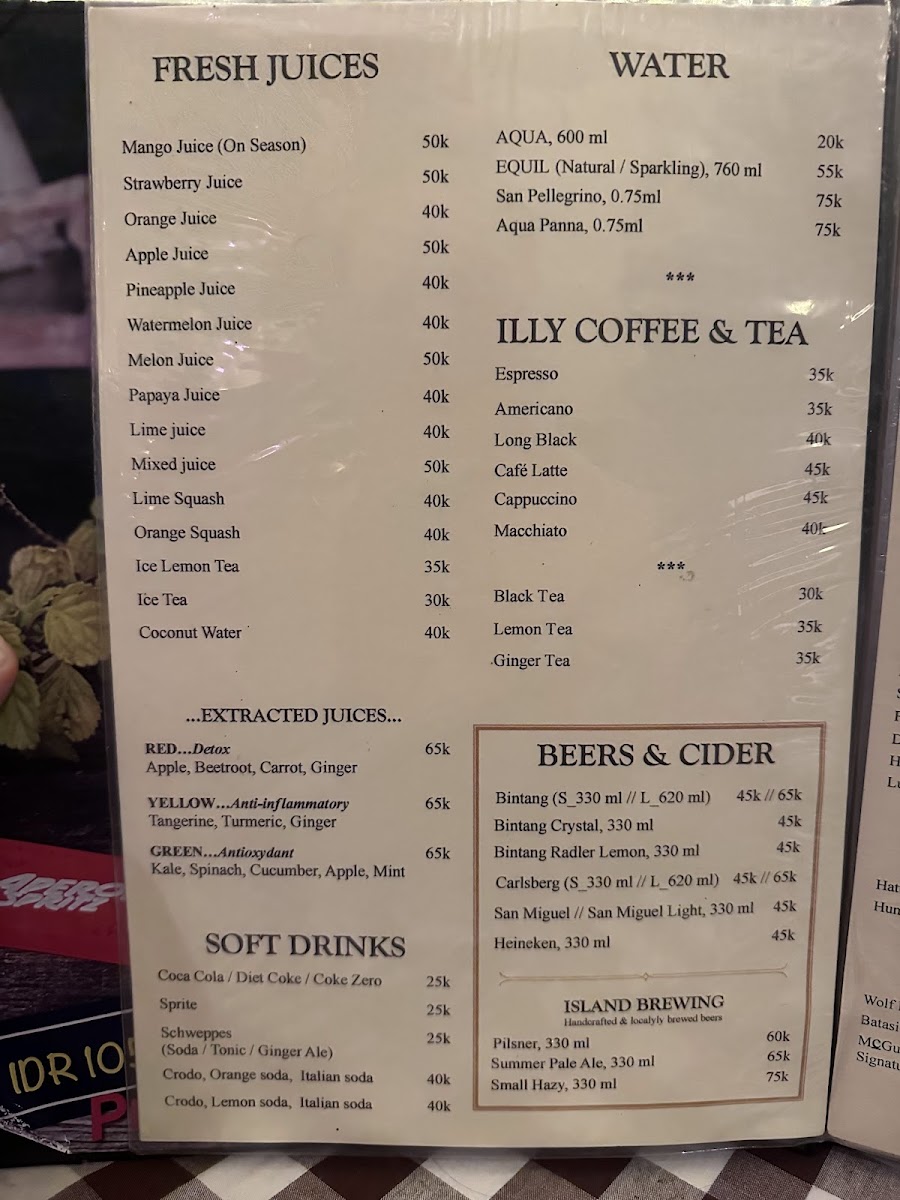 FRESH JUICES
Mango Juice (On Season) 50k
Strawberry Juice 50k
Orange Juice 40k
Apple Juice 50k
Pineapple Juice 40k
Watermelon Juice 40k
Melon Juice 50k
Papaya Juice 40k
Lime juice 40k
Mixed juice 50k
Lime Squash 40k
Orange Squash 40k
Ice Lemon Tea 35k
Ice Tea 30k
Coconut Water 40k
...EXTRACTED JUICES...
RED...Detox 65k
Apple, Beetroot, Carrot, Ginger
YELLOW...Anti-inflammatory 65k
Tangerine, Turmeric, Ginger
GREEN...Antioxydant 65k
Kale, Spinach, Cucumber, Apple, Mint
SOFT DRINKS
Coca Cola / Diet Coke / Coke Zero 25k
Sprite 25k
Schweppes 25k
(Soda / Tonic / Ginger Ale)
Crodo, Orange soda, Italian soda 40k
Crodo, Lemon soda, Italian soda 40k
WATER
AQUA, 600 ml 20k
EQUIL (Natural / Sparkling), 760 ml 55k
San Pellegrino, 0.75ml 75k
Aqua Panna, 0.75ml 75k
***
ILLY COFFEE & TEA
Espresso 35k
Americano 35k
Long Black 40k
Café Latte 45k
Cappuccino 45k
Macchiato 40k
***
Black Tea 30k
Lemon Tea 35k
Ginger Tea 35k
BEERS & CIDER
Bintang (S_330 ml // L_620 ml) 45k // 65k
Bintang Crystal, 330 ml 45k
Bintang Radler Lemon, 330 ml 45k
Carlsberg (S_330 ml // L_620 ml) 45k // 65k
San Miguel // San Miguel Light, 330 ml 45k
Heineken, 330 ml 45k
ISLAND BREWING
Handcrafted & localyly brewed beers
Pilsner, 330 ml 60k
Summer Pale Ale, 330 ml 65k
Small Hazy, 330 ml 75k
APERO
SPRITZ
IDR 10